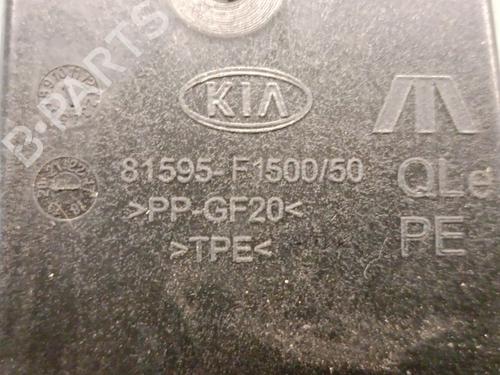 KIA
81595-F1500/50
>PP-GF20<
>TPE<
QLe
PE
B-PARTS